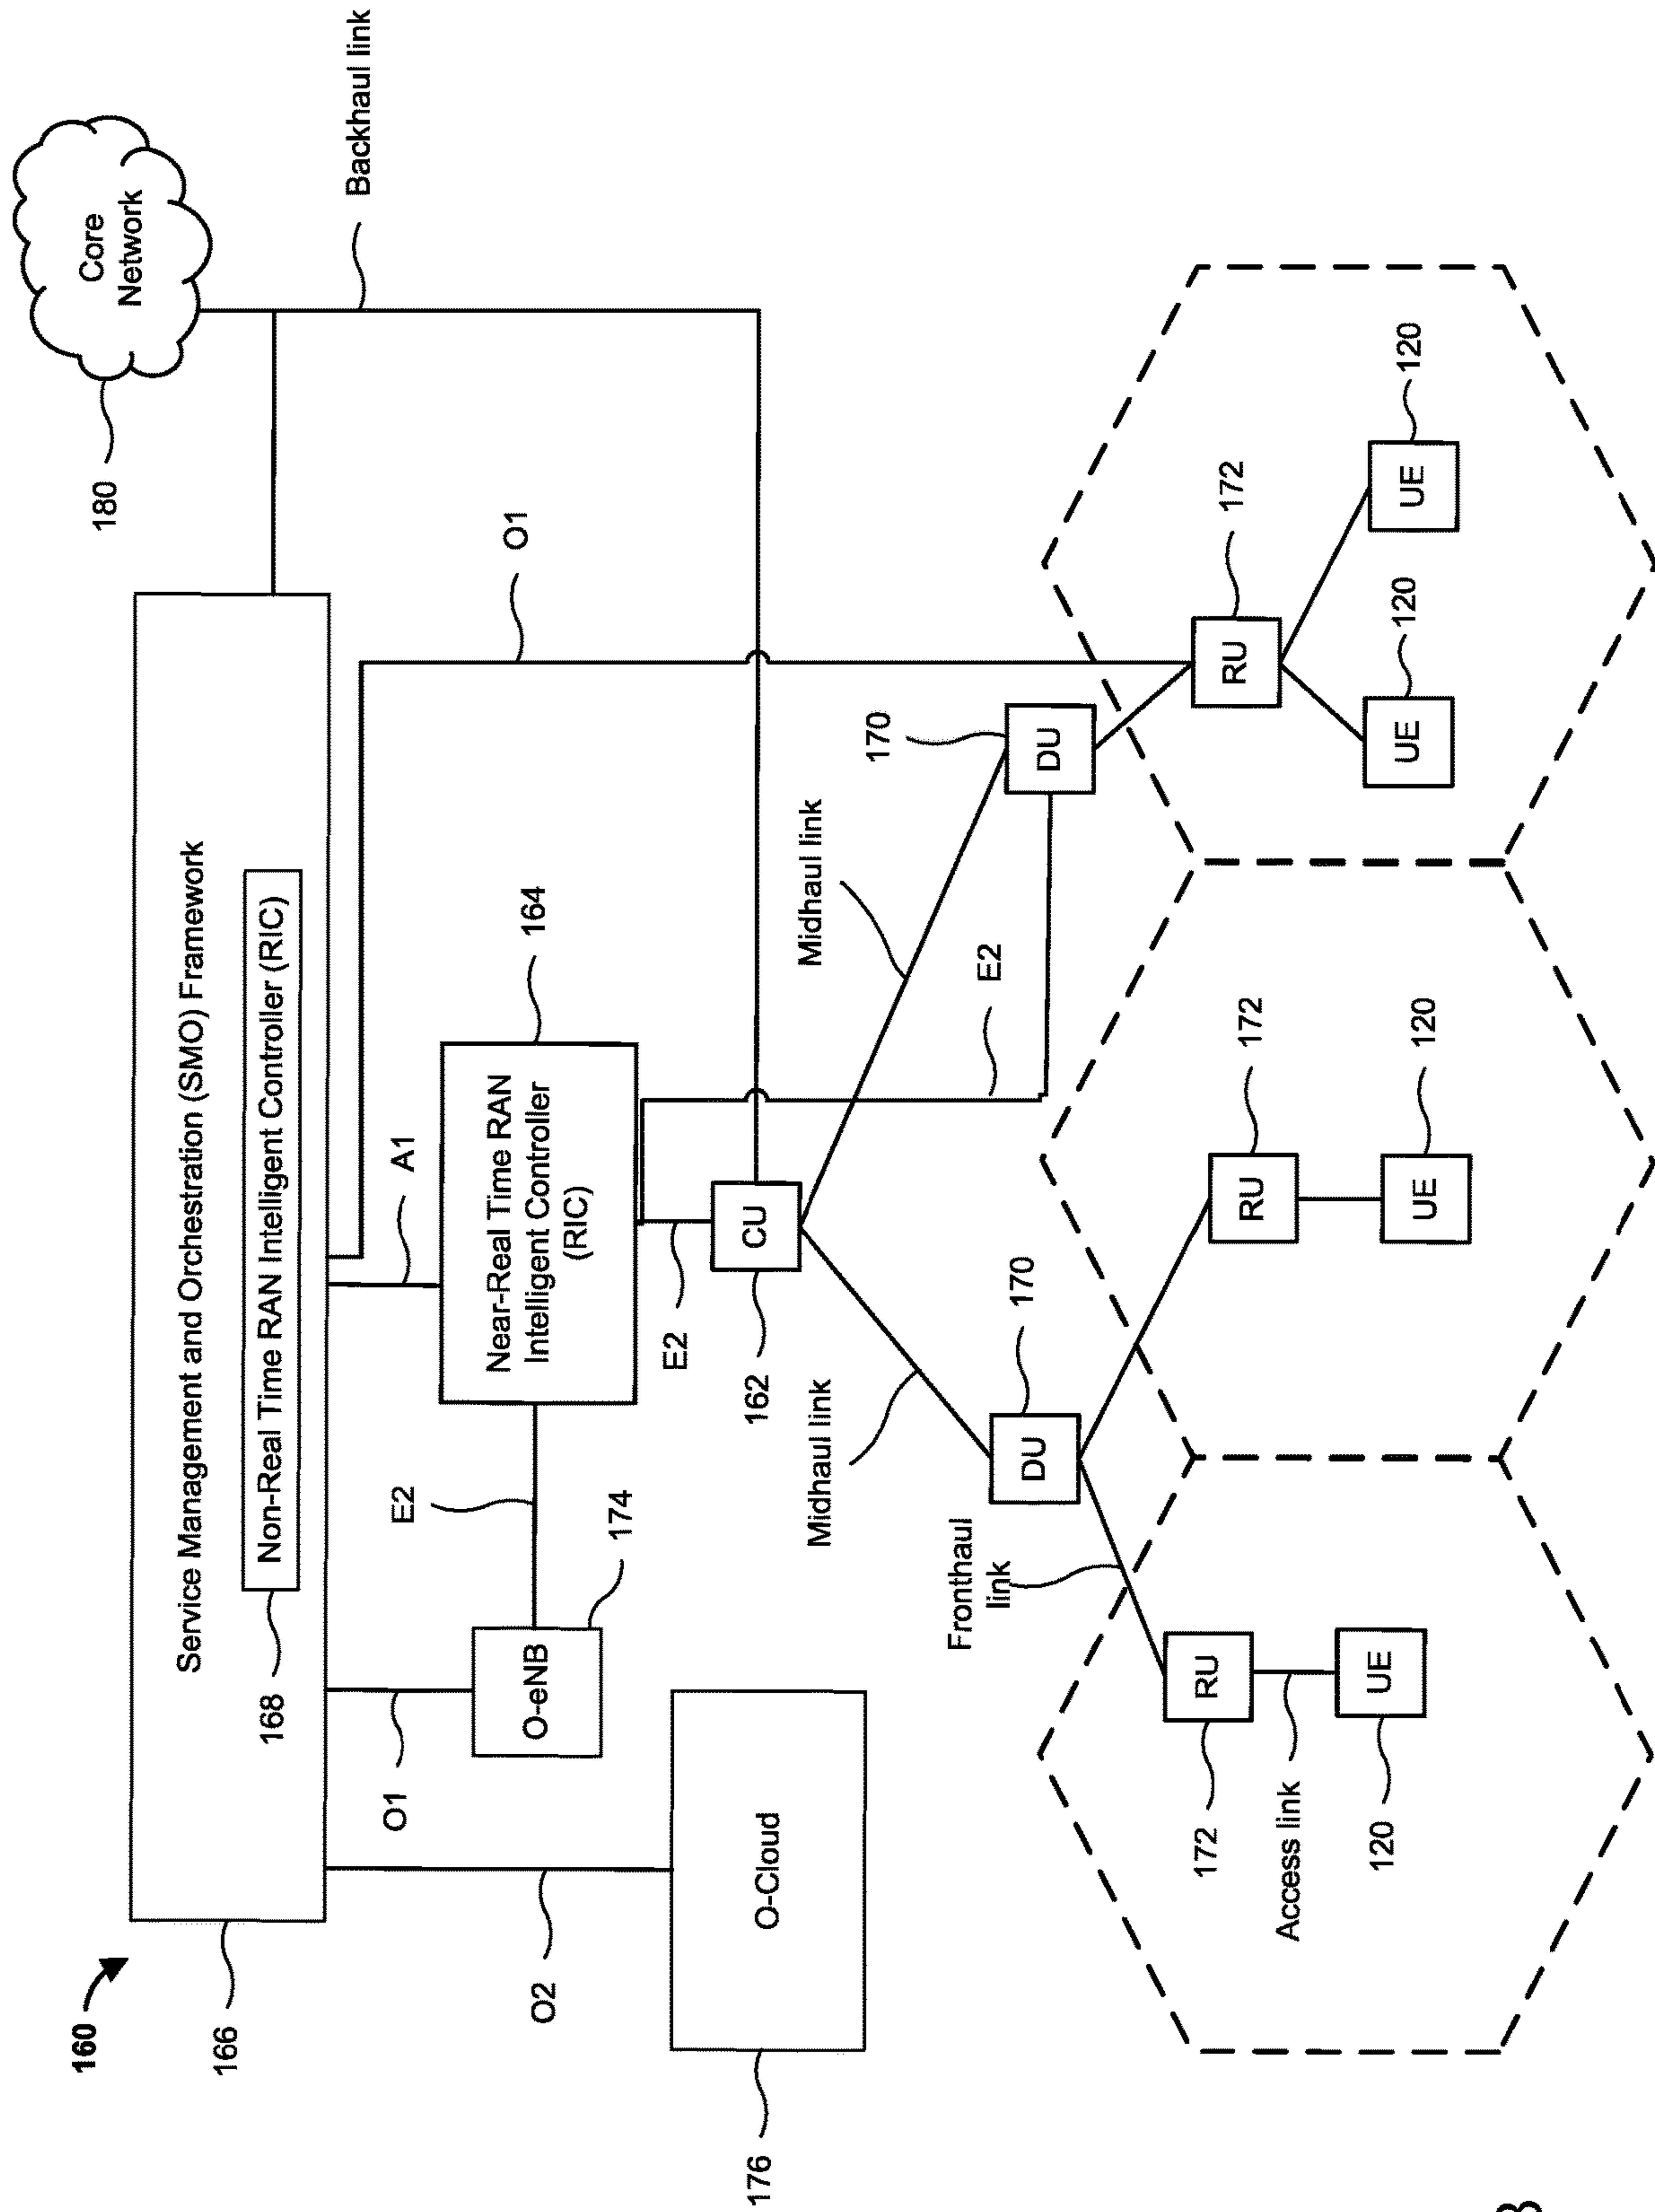 160
Core
Network
180
Service Management and Orchestration (SMO) Framework
166
168
Non-Real Time RAN Intelligent Controller (RIC)
Backhaul link
O1
E2
A1
Near-Real Time RAN
Intelligent Controller
(RIC)
164
O1
O2
O-eNB
174
E2
176
O-Cloud
162
CU
Midhaul link
Midhaul link
170
Fronthaul
link
E2
DU
170
DU
RU
172
RU
172
RU
172
Access link
UE
120
UE
120
UE
120
UE
120